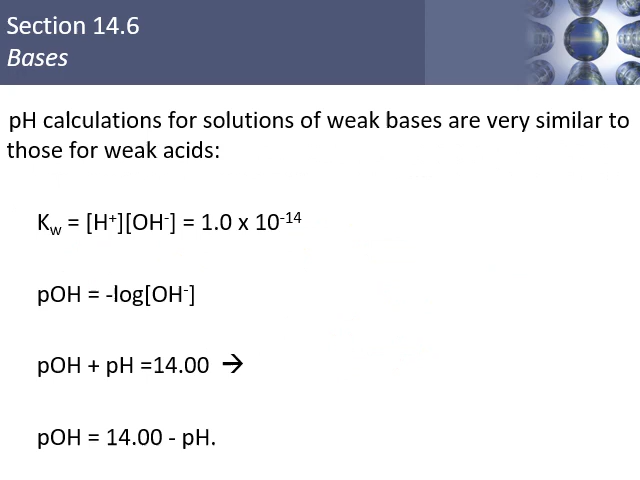 Section 14.6
Bases
pH calculations for solutions of weak bases are very similar to
those for weak acids:
K_w = [H⁺][OH⁻] = 1.0 x 10⁻¹⁴
pOH = -log[OH⁻]
pOH + pH =14.00 →
pOH = 14.00 - pH.